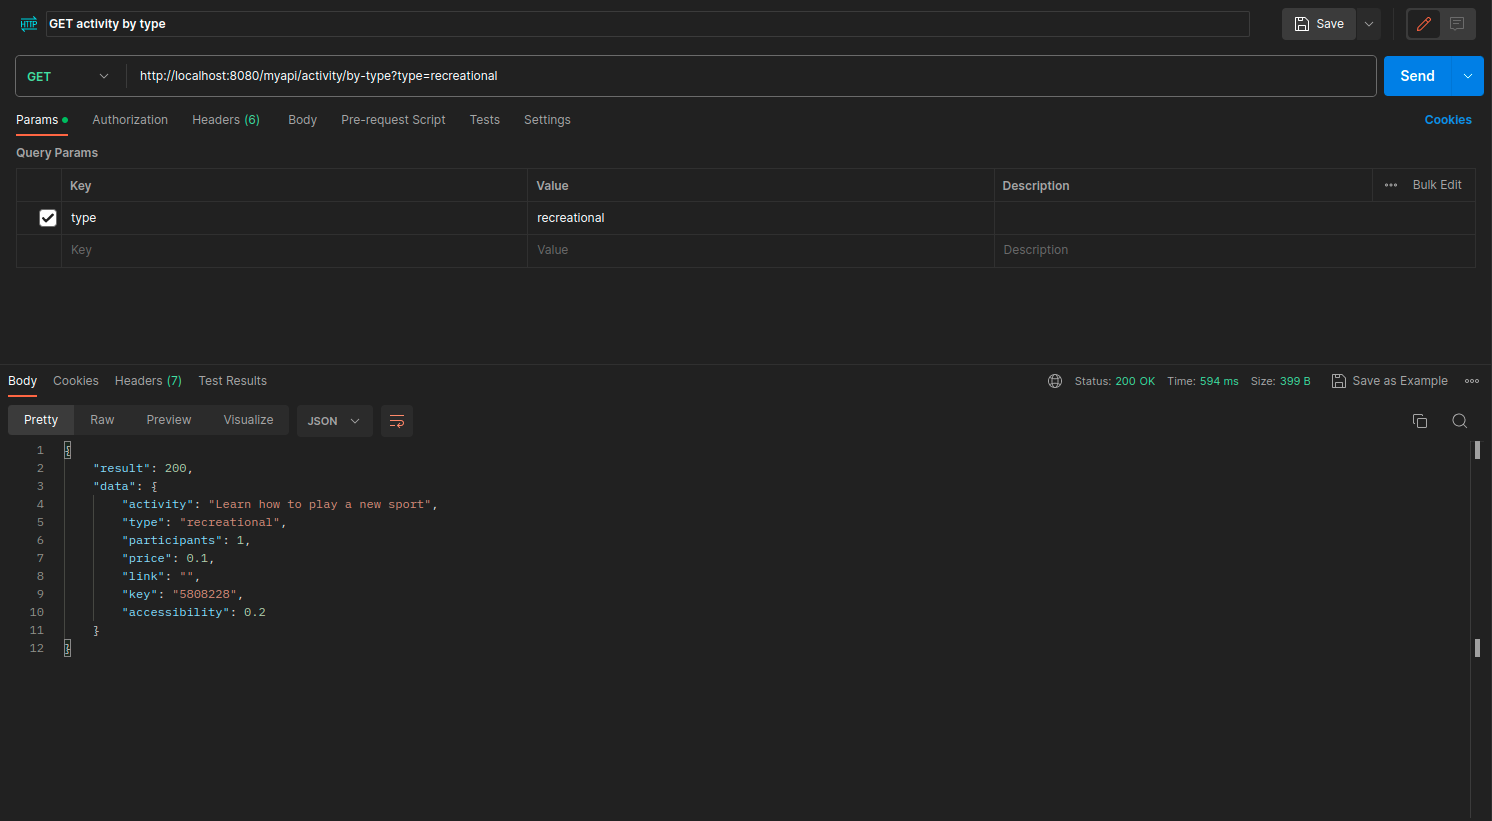 HTTP GET activity by type Save
GET http://localhost:8080/myapi/activity/by-type?type=recreational Send
Params Authorization Headers (6) Body Pre-request Script Tests Settings Cookies
Query Params
Key Value Description ••• Bulk Edit
type recreational
Key Value Description
Body Cookies Headers (7) Test Results Status: 200 OK Time: 594 ms Size: 399 B Save as Example
Pretty Raw Preview Visualize JSON
1 {
2 "result": 200,
3 "data": {
4 "activity": "Learn how to play a new sport",
5 "type": "recreational",
6 "participants": 1,
7 "price": 0.1,
8 "link": "",
9 "key": "5808228",
10 "accessibility": 0.2
11 }
12 }